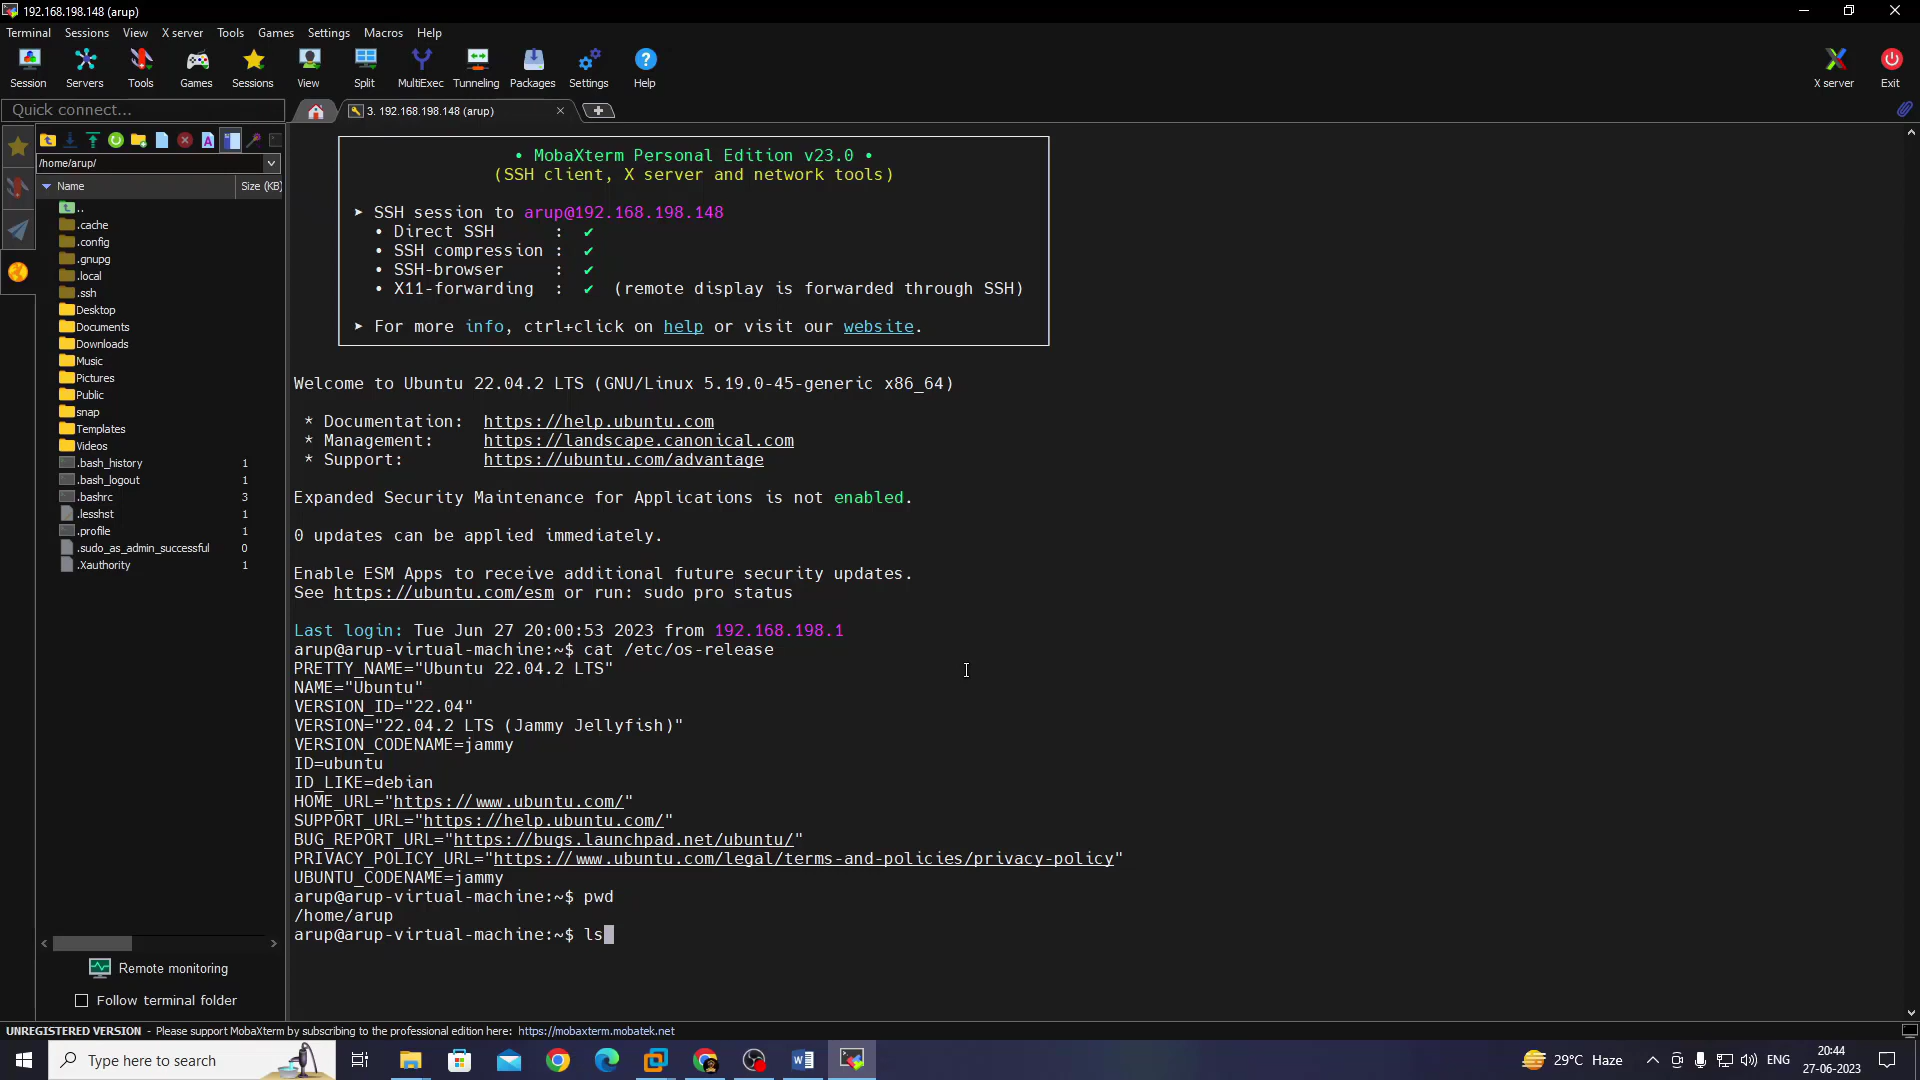 192.168.198.148 (arup)
Terminal Sessions View X server Tools Games Settings Macros Help
Session Servers Tools Games Sessions View Split MultiExec Tunneling Packages Settings Help X server Exit
Quick connect...
3. 192.168.198.148 (arup)
/home/arup/
Name Size (KB)
..
.cache
.config
.gnupg
.local
.ssh
Desktop
Documents
Downloads
Music
Pictures
Public
snap
Templates
Videos
.bash_history 1
.bash_logout 1
.bashrc 3
.lesshst 1
.profile 1
.sudo_as_admin_successful 0
.Xauthority 1
Remote monitoring
Follow terminal folder
• MobaXterm Personal Edition v23.0 •
(SSH client, X server and network tools)
➤ SSH session to arup@192.168.198.148
• Direct SSH : ✔
• SSH compression : ✔
• SSH-browser : ✔
• X11-forwarding : ✔ (remote display is forwarded through SSH)
➤ For more info, ctrl+click on help or visit our website.
Welcome to Ubuntu 22.04.2 LTS (GNU/Linux 5.19.0-45-generic x86_64)
* Documentation: https://help.ubuntu.com
* Management: https://landscape.canonical.com
* Support: https://ubuntu.com/advantage
Expanded Security Maintenance for Applications is not enabled.
0 updates can be applied immediately.
Enable ESM Apps to receive additional future security updates.
See https://ubuntu.com/esm or run: sudo pro status
Last login: Tue Jun 27 20:00:53 2023 from 192.168.198.1
arup@arup-virtual-machine:~$ cat /etc/os-release
PRETTY_NAME="Ubuntu 22.04.2 LTS"
NAME="Ubuntu"
VERSION_ID="22.04"
VERSION="22.04.2 LTS (Jammy Jellyfish)"
VERSION_CODENAME=jammy
ID=ubuntu
ID_LIKE=debian
HOME_URL="https://www.ubuntu.com/"
SUPPORT_URL="https://help.ubuntu.com/"
BUG_REPORT_URL="https://bugs.launchpad.net/ubuntu/"
PRIVACY_POLICY_URL="https://www.ubuntu.com/legal/terms-and-policies/privacy-policy"
UBUNTU_CODENAME=jammy
arup@arup-virtual-machine:~$ pwd
/home/arup
arup@arup-virtual-machine:~$ ls
UNREGISTERED VERSION - Please support MobaXterm by subscribing to the professional edition here: https://mobaxterm.mobatek.net
Type here to search
29°C Haze
ENG
20:44
27-06-2023